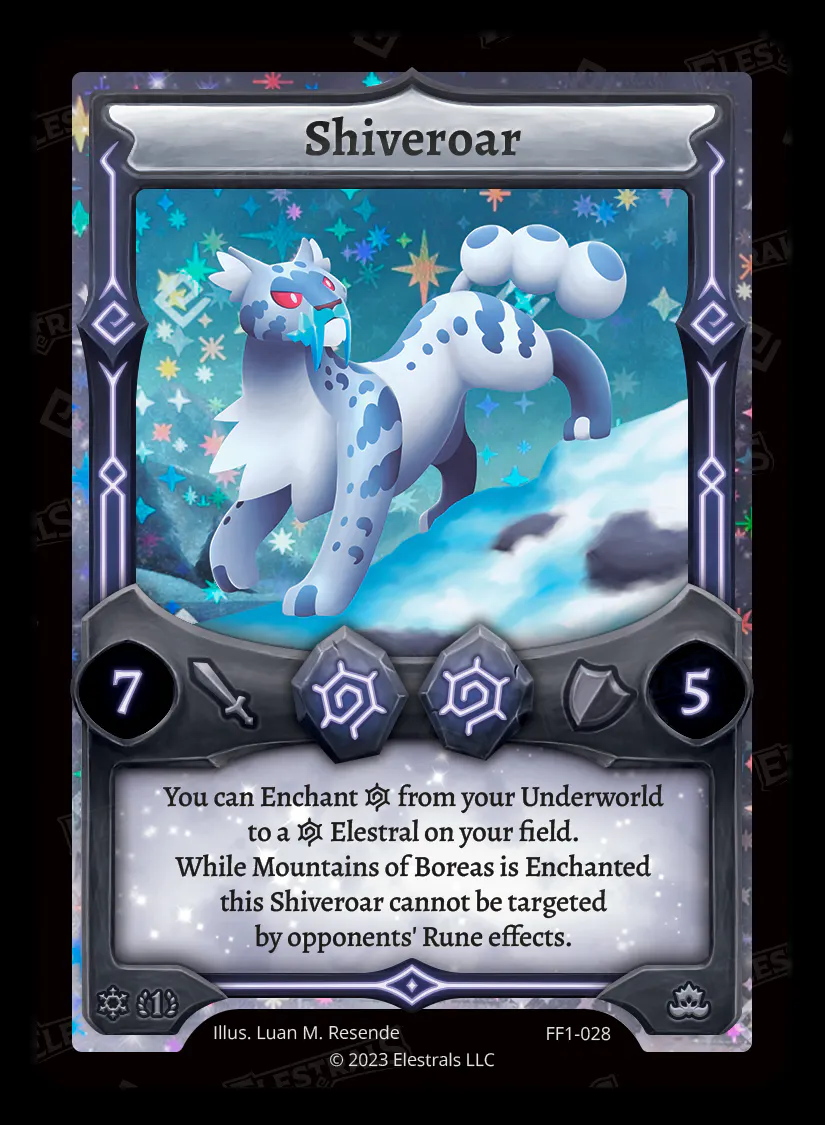 Shiveroar
7
5
You can Enchant from your Underworld
to a Elestral on your field.
While Mountains of Boreas is Enchanted
this Shiveroar cannot be targeted
by opponents' Rune effects.
1
Illus. Luan M. Resende
FF1-028
© 2023 Elestrals LLC